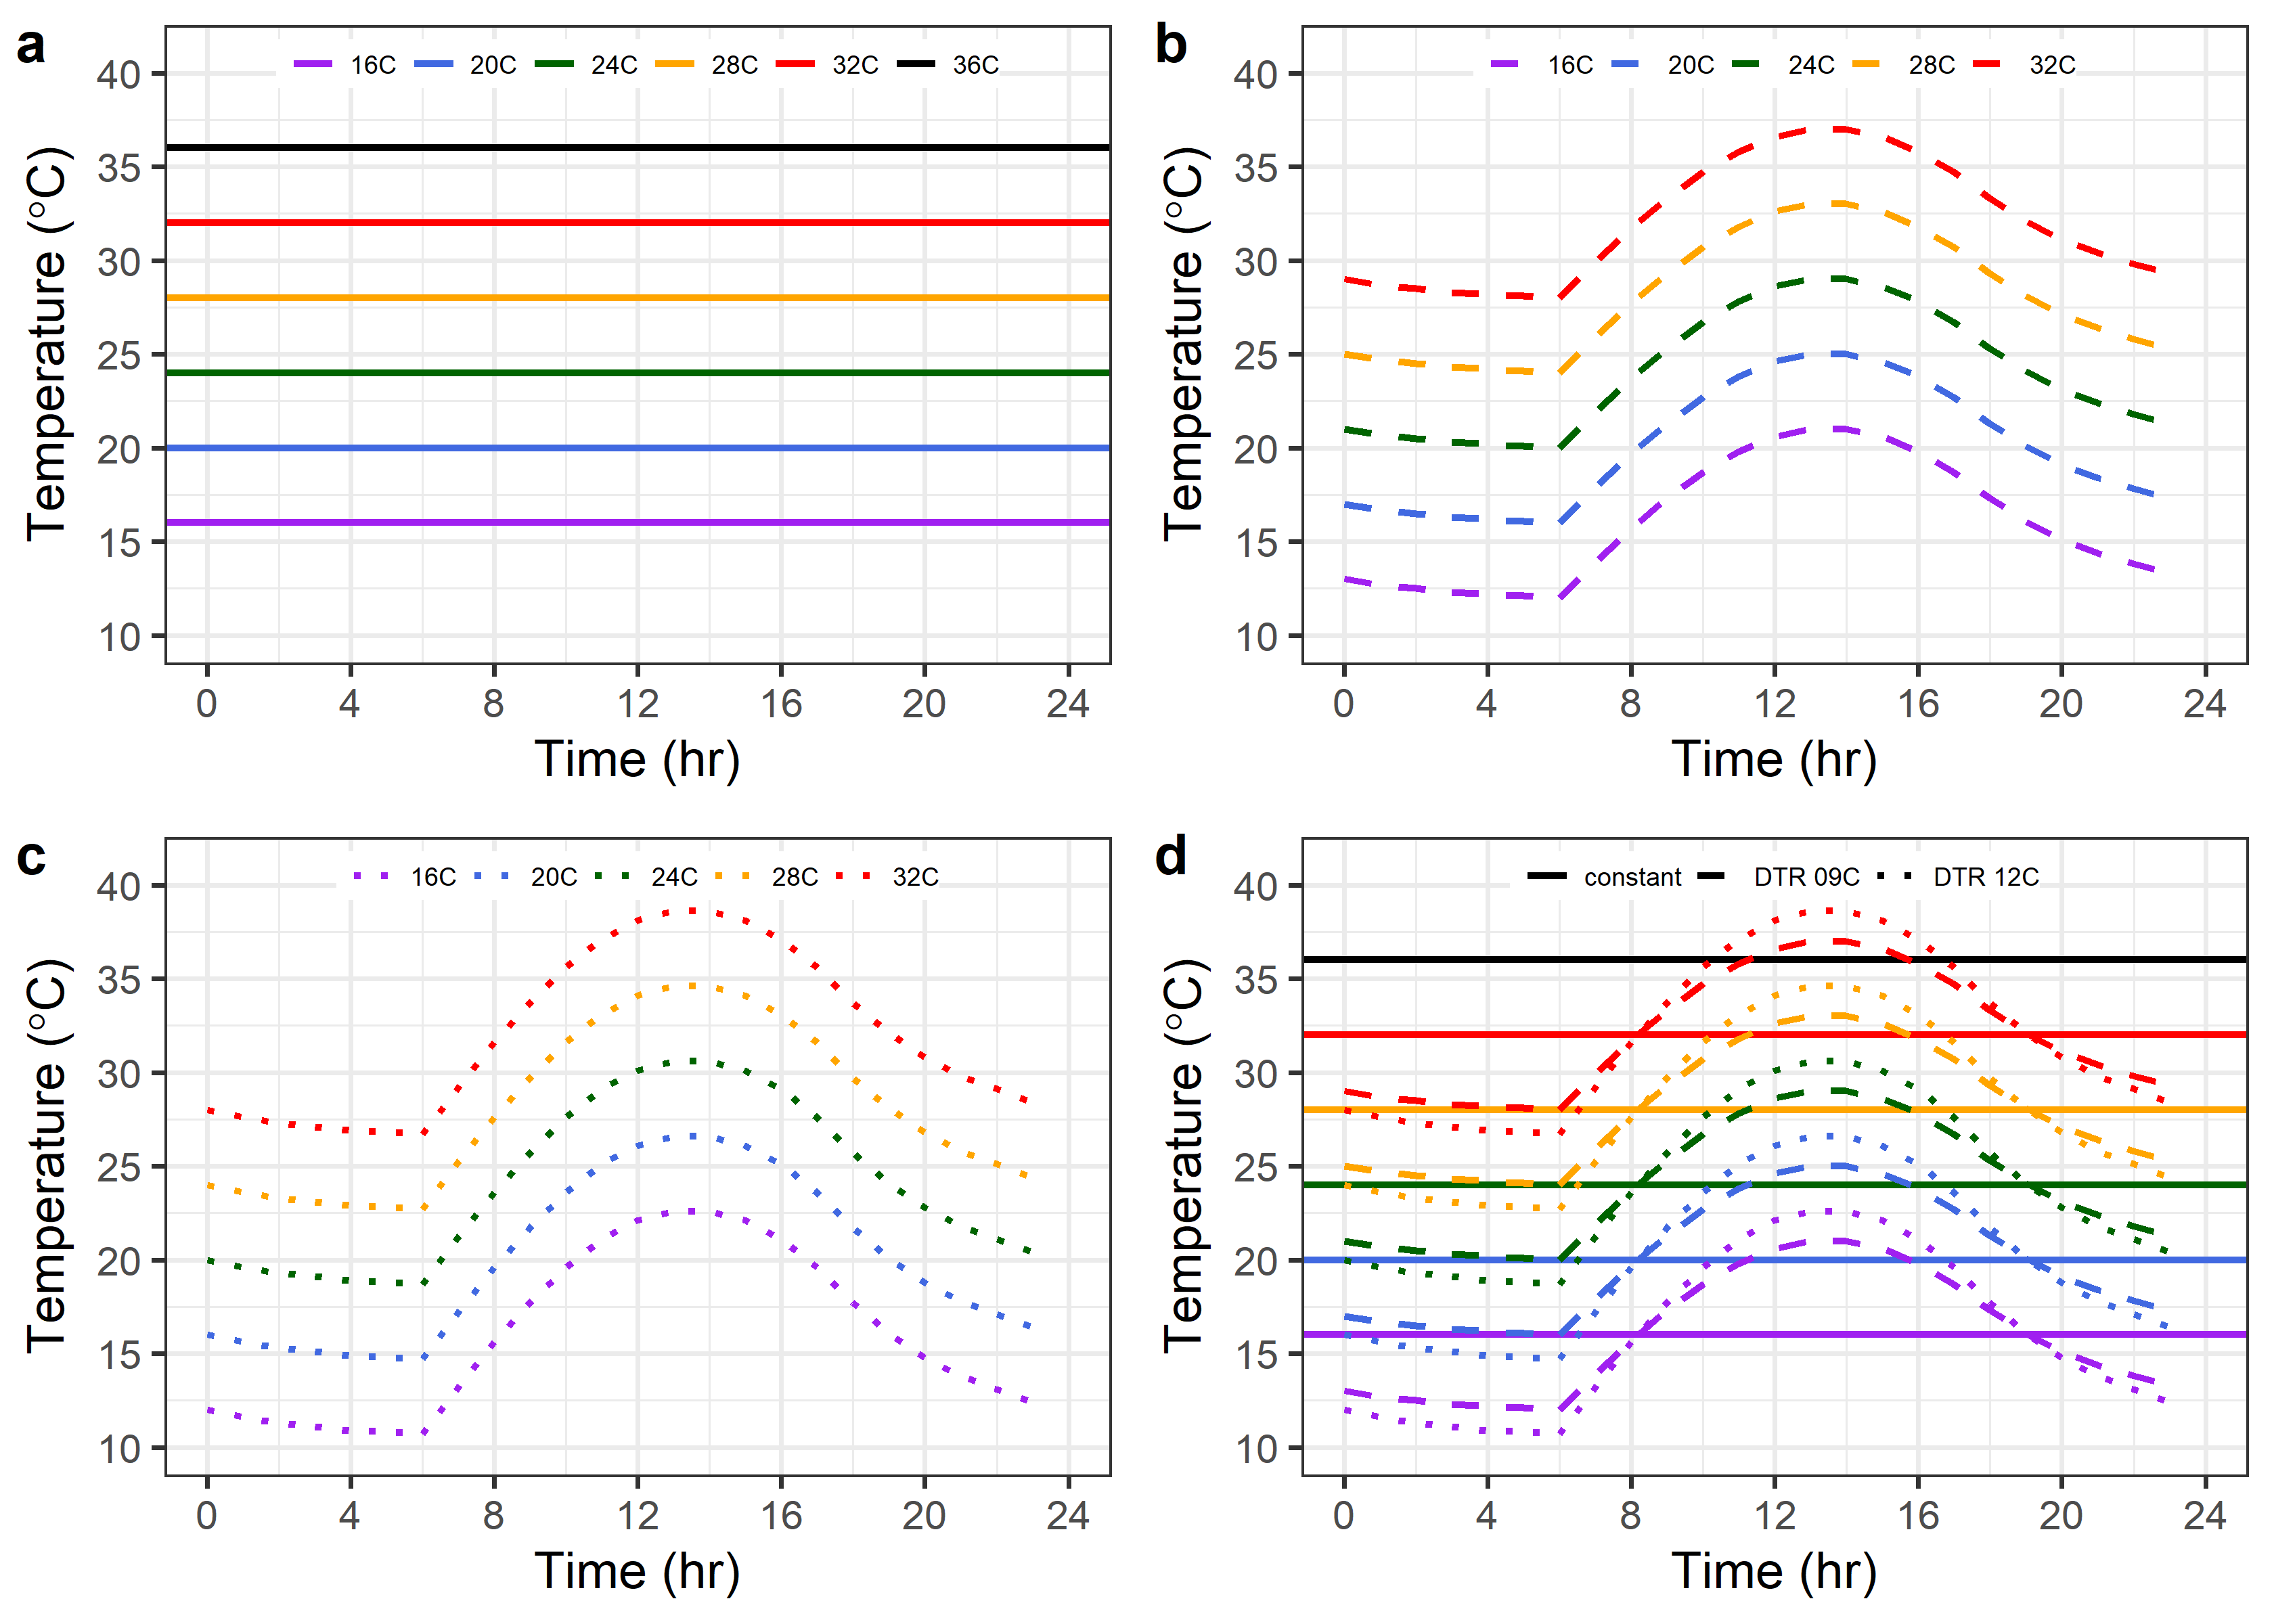 a
16C 20C 24C 28C 32C 36C
40
35
30
25
20
15
10
Temperature (°C)
0 4 8 12 16 20 24
Time (hr)
b
16C 20C 24C 28C 32C
40
35
30
25
20
15
10
Temperature (°C)
0 4 8 12 16 20 24
Time (hr)
c
16C 20C 24C 28C 32C
40
35
30
25
20
15
10
Temperature (°C)
0 4 8 12 16 20 24
Time (hr)
d
constant DTR 09C DTR 12C
40
35
30
25
20
15
10
Temperature (°C)
0 4 8 12 16 20 24
Time (hr)